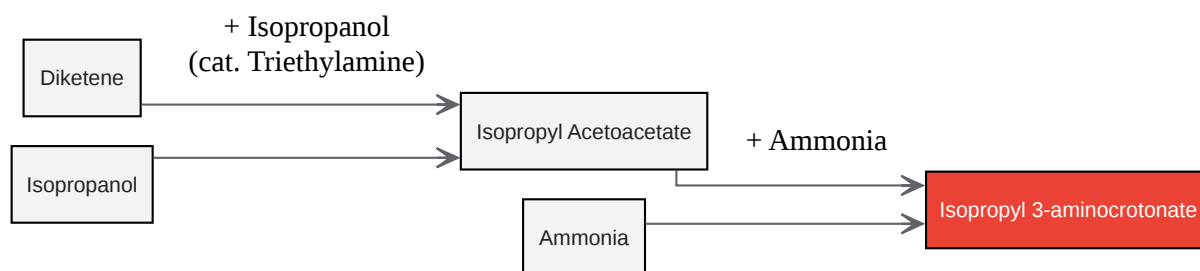 + Isopropanol
(cat. Triethylamine)
Diketene
Isopropyl Acetoacetate
+ Ammonia
Isopropanol
Isopropyl 3-aminocrotonate
Ammonia